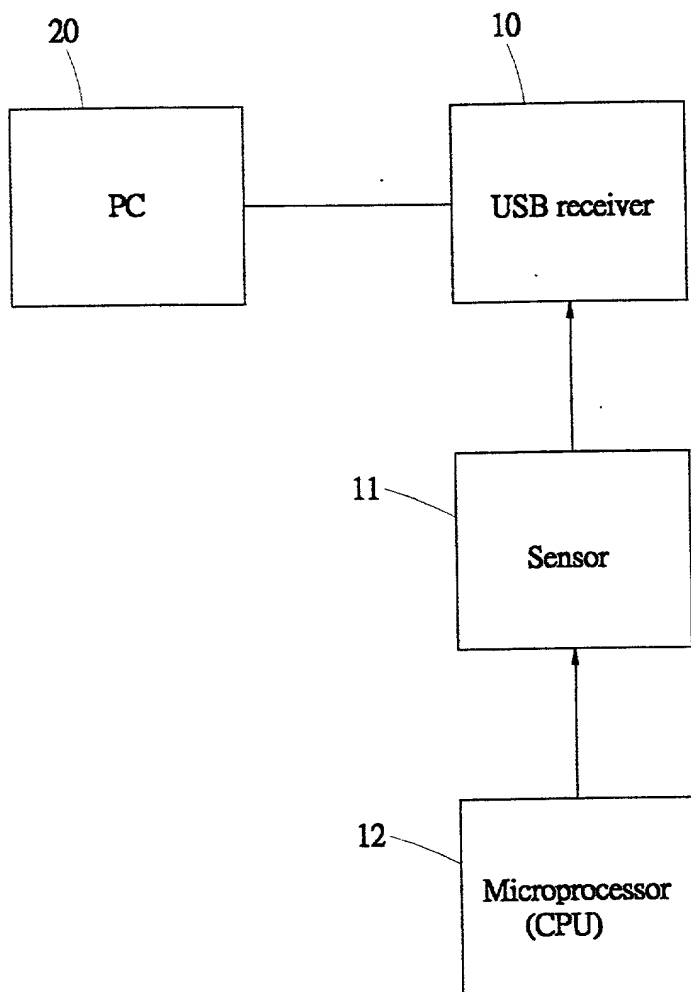 20
10
PC
USB receiver
11
Sensor
12
Microprocessor
(CPU)